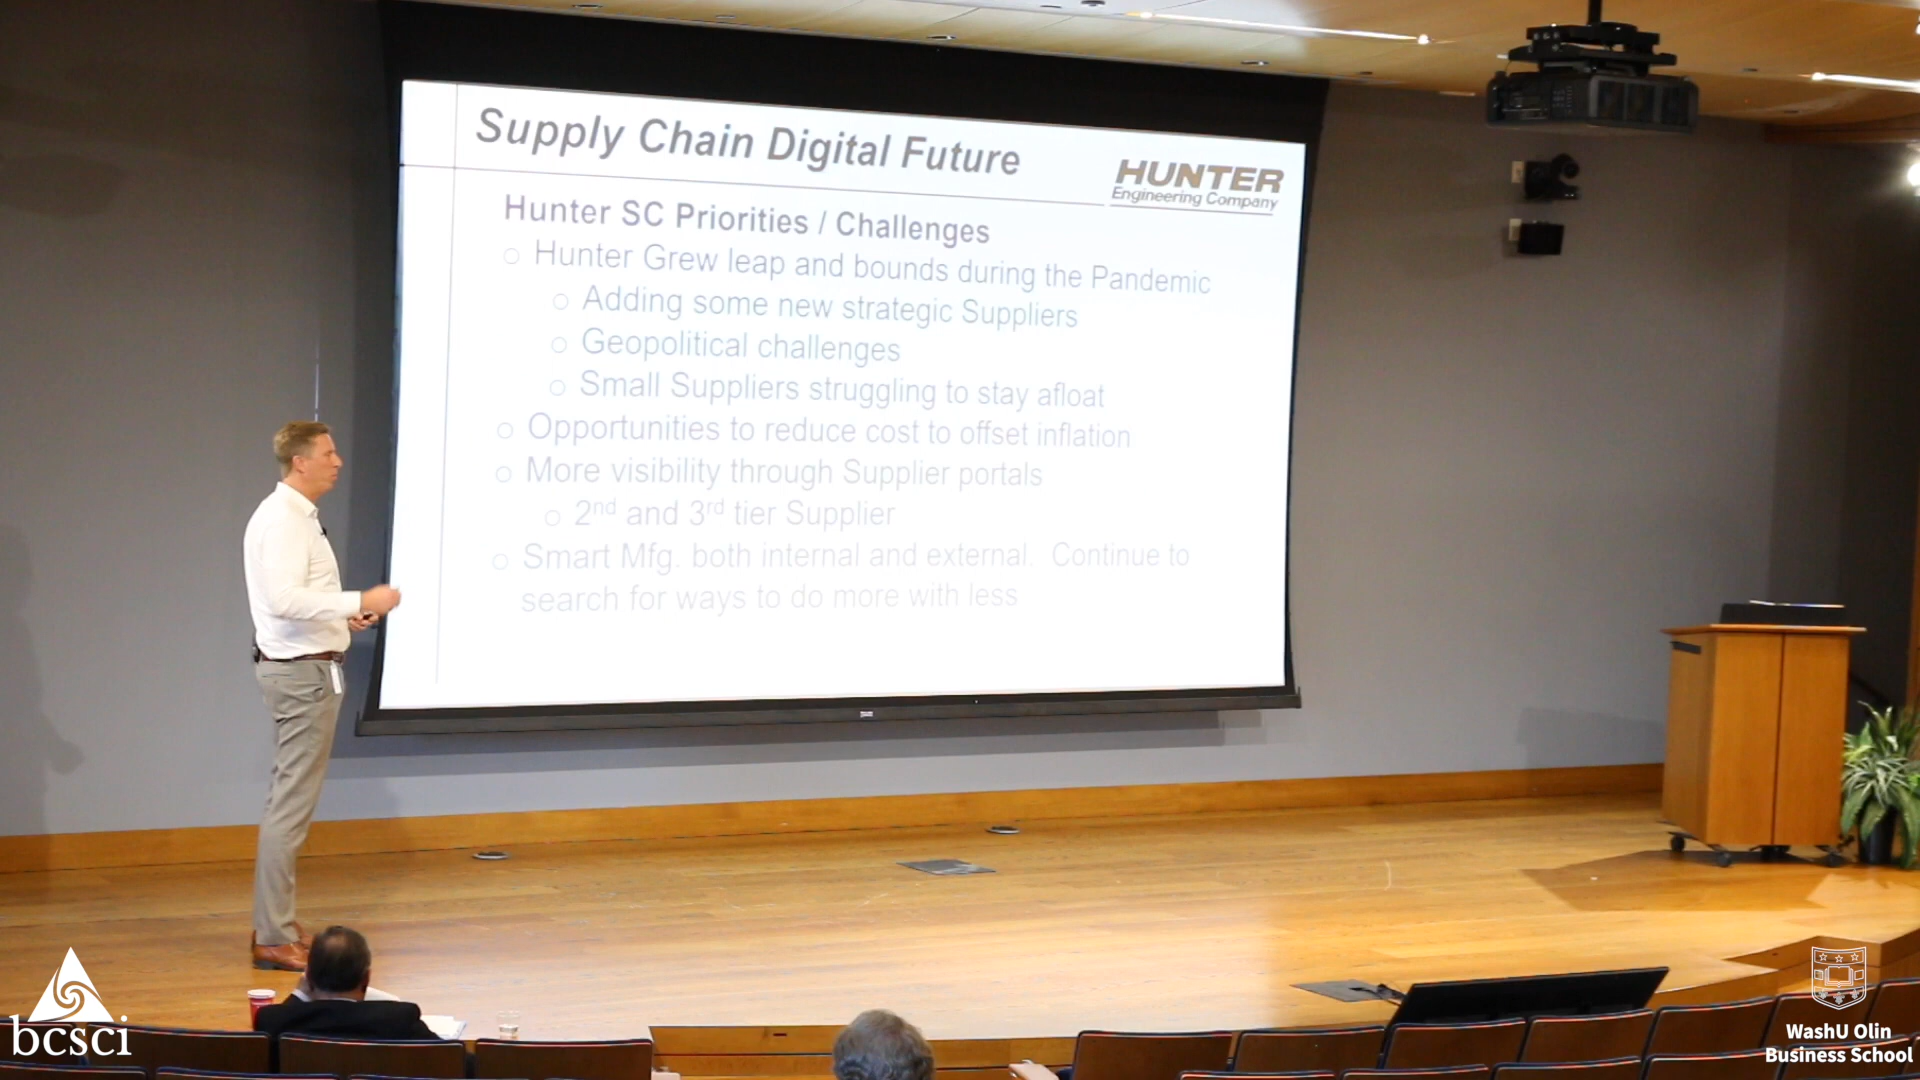 Supply Chain Digital Future
HUNTER
Engineering Company
Hunter SC Priorities / Challenges
Hunter Grew leap and bounds during the Pandemic
Adding some new strategic Suppliers
Geopolitical challenges
Small Suppliers struggling to stay afloat
Opportunities to reduce cost to offset inflation
More visibility through Supplier portals
2nd and 3rd tier Supplier
Smart Mfg. both internal and external. Continue to
search for ways to do more with less
bcsci
WashU Olin
Business School